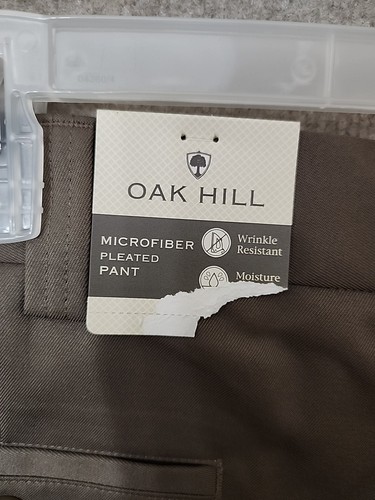 OAK HILL
MICROFIBER
PLEATED
PANT
Wrinkle
Resistant
Moisture